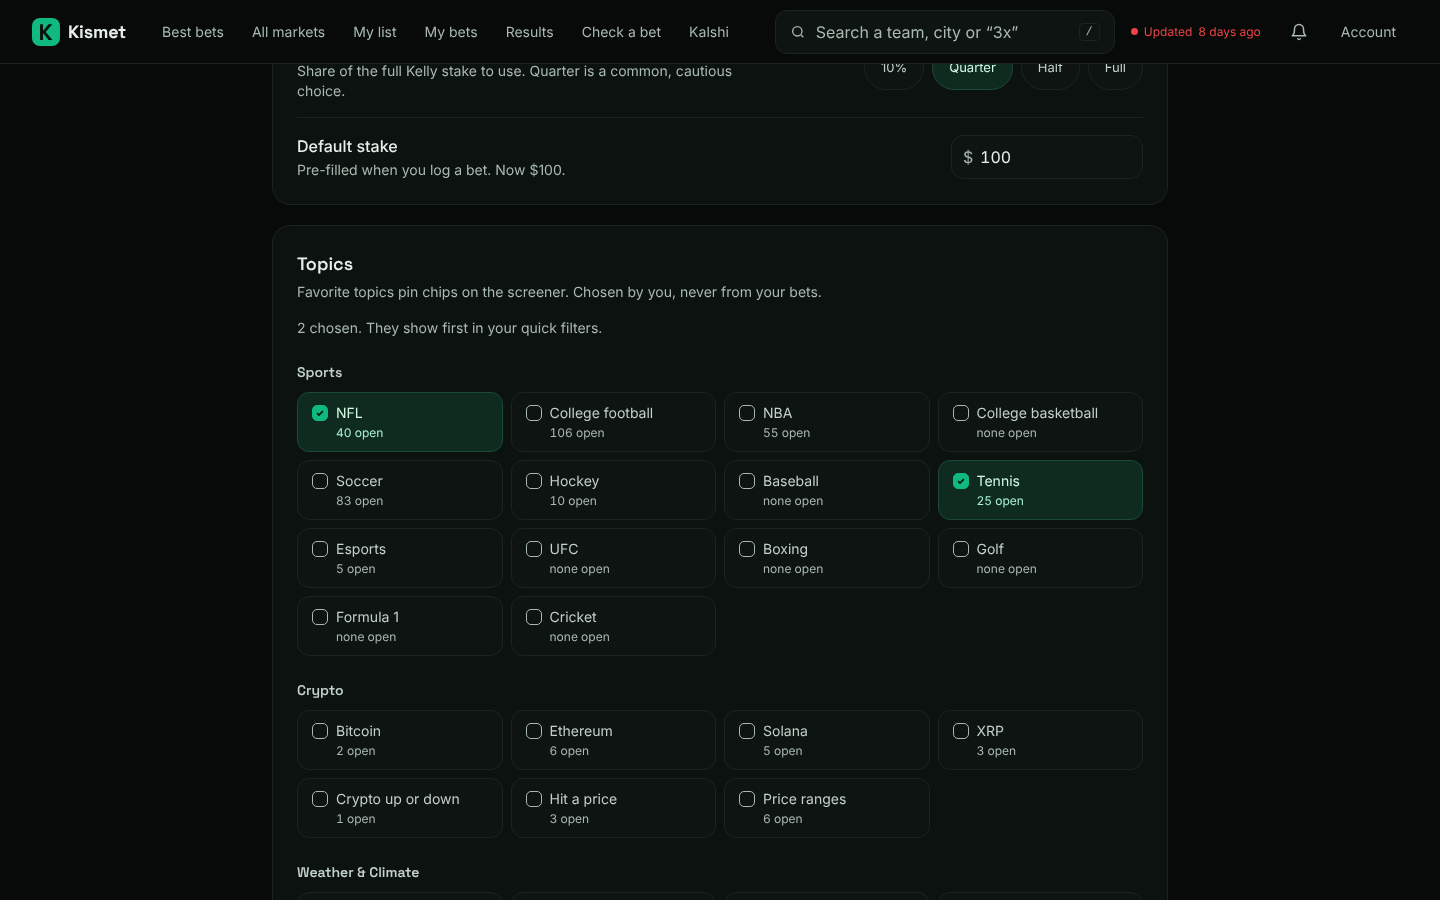 Kismet
Best bets
All markets
My list
My bets
Results
Check a bet
Kalshi
Search a team, city or “3x”
/
Updated 8 days ago
Account
Share of the full Kelly stake to use. Quarter is a common, cautious
choice.
10%
Quarter
Half
Full
Default stake
Pre-filled when you log a bet. Now $100.
$ 100
Topics
Favorite topics pin chips on the screener. Chosen by you, never from your bets.
2 chosen. They show first in your quick filters.
Sports
NFL
40 open
College football
106 open
NBA
55 open
College basketball
none open
Soccer
83 open
Hockey
10 open
Baseball
none open
Tennis
25 open
Esports
5 open
UFC
none open
Boxing
none open
Golf
none open
Formula 1
none open
Cricket
none open
Crypto
Bitcoin
2 open
Ethereum
6 open
Solana
5 open
XRP
3 open
Crypto up or down
1 open
Hit a price
3 open
Price ranges
6 open
Weather & Climate